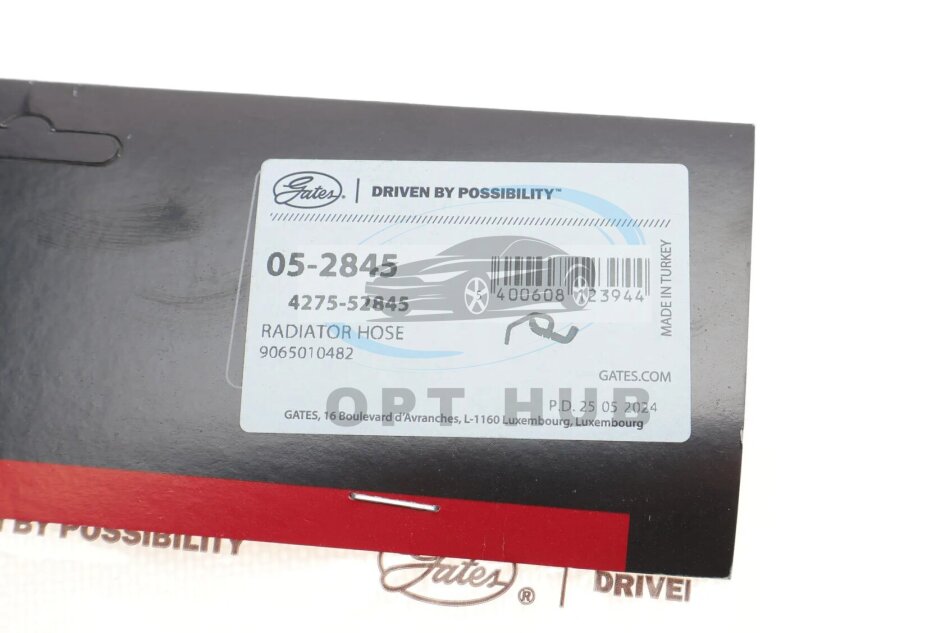 Gates. DRIVEN BY POSSIBILITY™
05-2845
4275-52845
RADIATOR HOSE
9065010482
MADE IN TURKEY
GATES.COM
P.D. 25 05 2024
OPT HUB
GATES, 16 Boulevard d'Avranches, L-1160 Luxembourg, Luxembourg
BY POSSIBILITY
Gates®